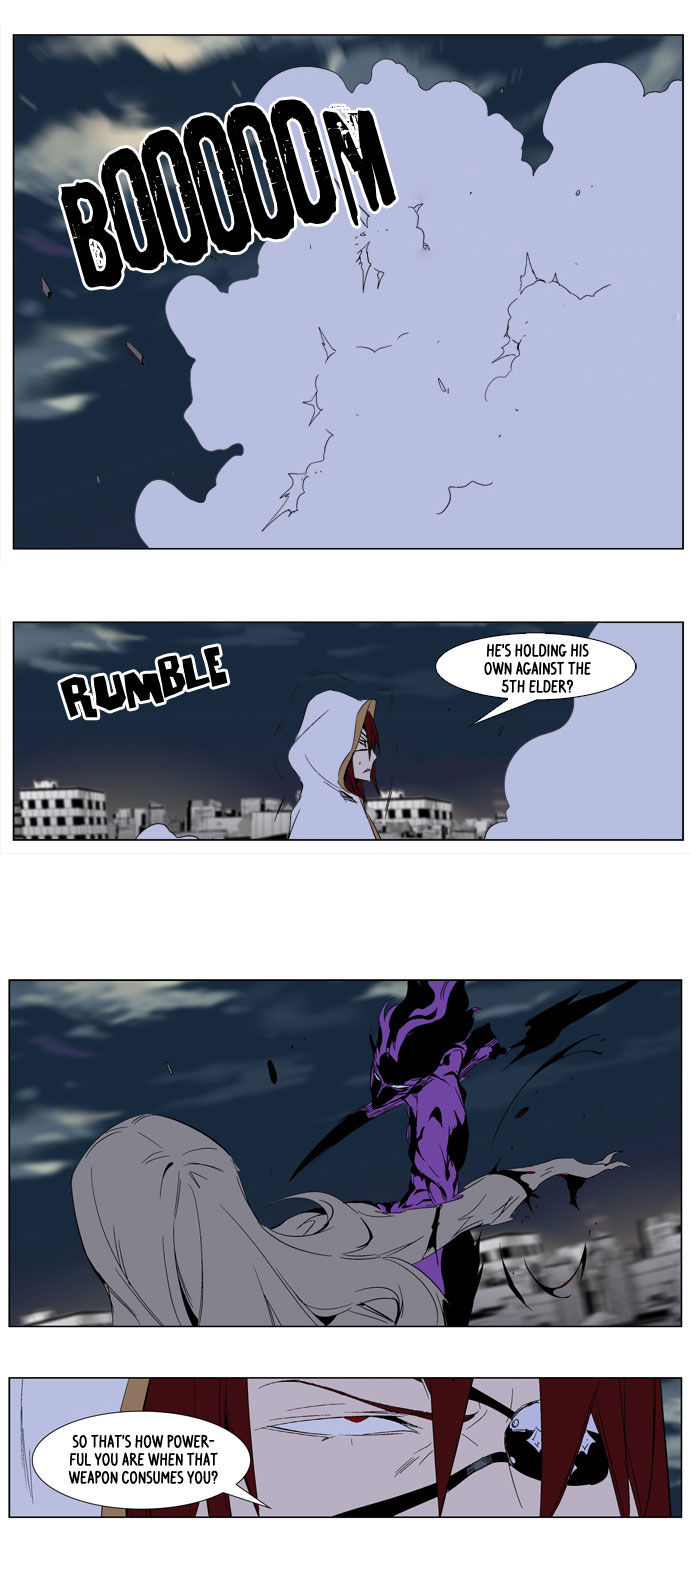 BOOOOOM
RUMBLE
HE'S HOLDING HIS
OWN AGAINST THE
5TH ELDER?
SO THAT'S HOW POWER-
FUL YOU ARE WHEN THAT
WEAPON CONSUMES YOU?